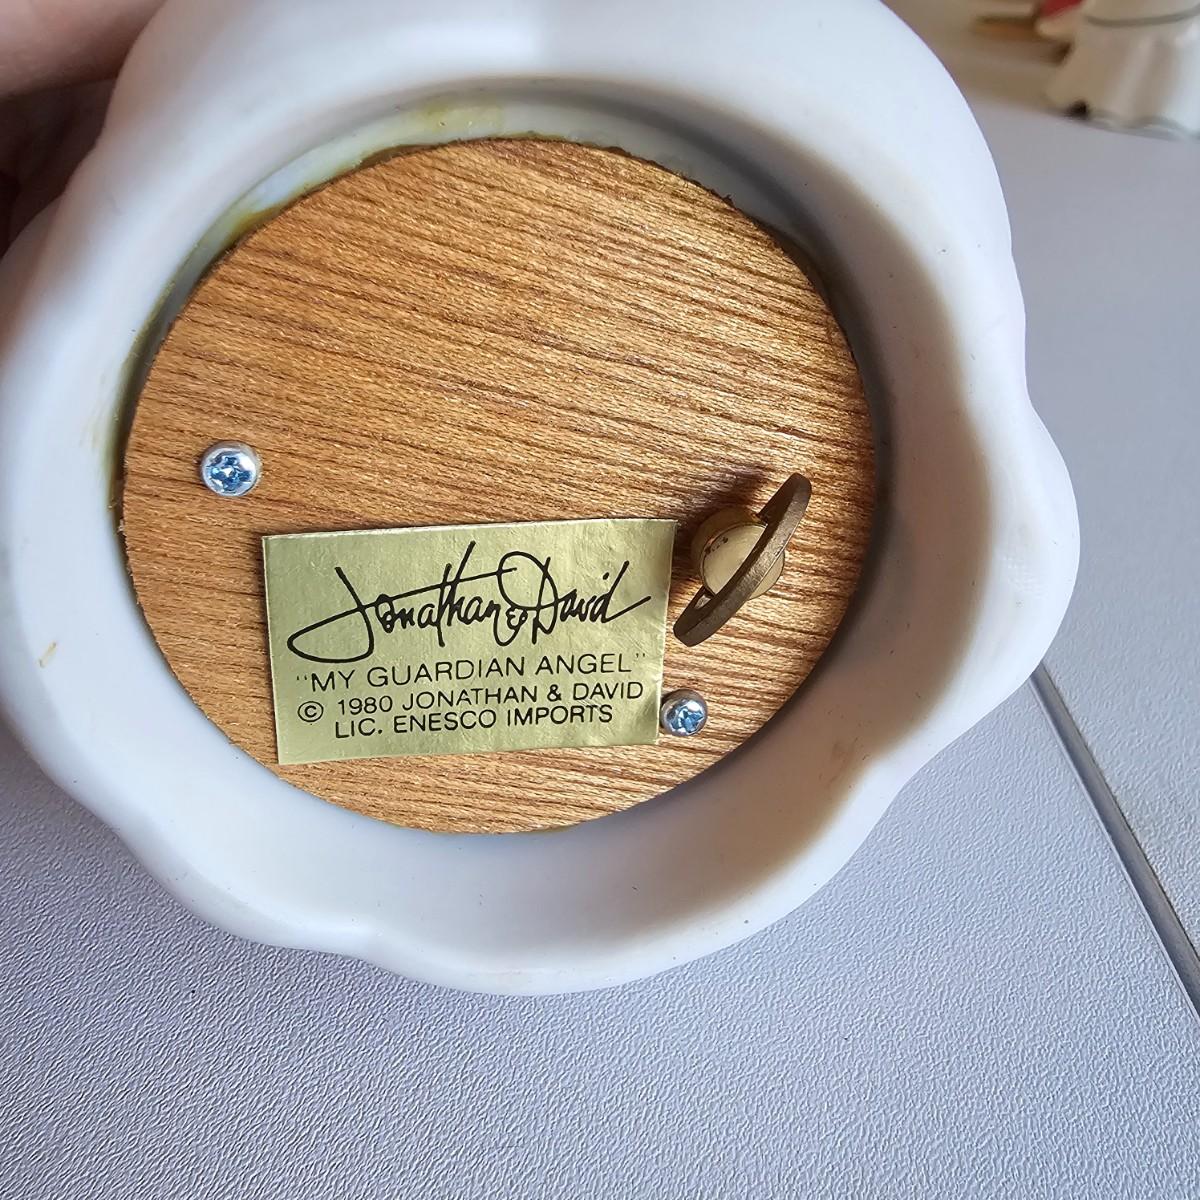 Jonathan & David
"MY GUARDIAN ANGEL"
© 1980 JONATHAN & DAVID
LIC. ENESCO IMPORTS